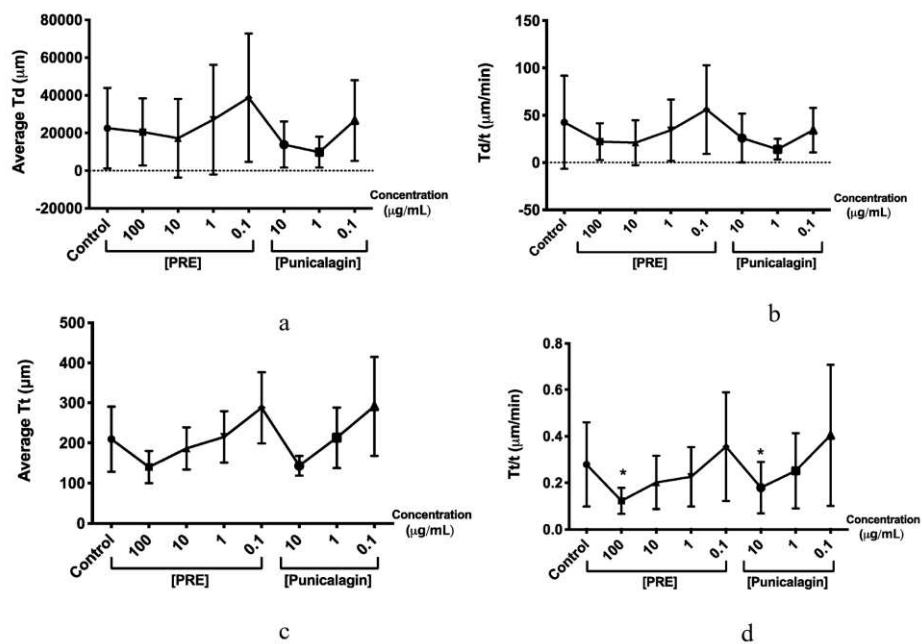 Average Td (μm)
80000
60000
40000
20000
0
-20000
Control
100
10
1
0.1
10
1
0.1
Concentration
(μg/mL)
[PRE]
[Punicalagin]
a
Td/t (μm/min)
150
100
50
0
-50
Control
100
10
1
0.1
10
1
0.1
Concentration
(μg/mL)
[PRE]
[Punicalagin]
b
Average Tt (μm)
500
400
300
200
100
0
Control
100
10
1
0.1
10
1
0.1
Concentration
(μg/mL)
[PRE]
[Punicalagin]
c
Tt/t (μm/min)
0.8
0.6
0.4
0.2
0.0
*
*
Control
100
10
1
0.1
10
1
0.1
Concentration
(μg/mL)
[PRE]
[Punicalagin]
d